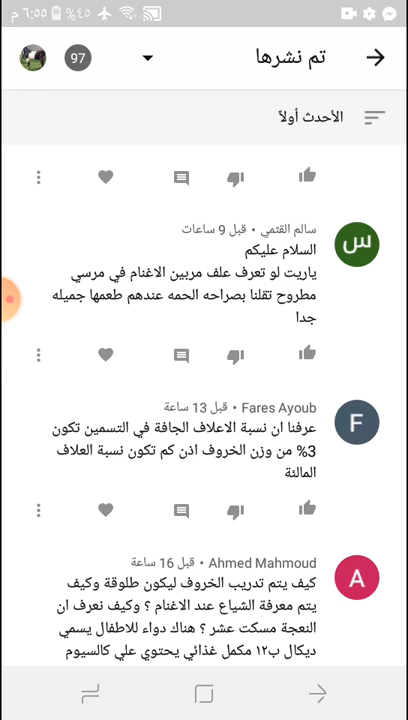 ٦:٥٥ م ٤٥%
تم نشرها
97
الأحدث أولاً
سالم القثمي • قبل 9 ساعات
السلام عليكم
ياريت لو تعرف علف مربين الاغنام في مرسي
مطروح تقلنا بصراحه الحمه عندهم طعمها جميله
جدا
س
Fares Ayoub • قبل 13 ساعة
عرفنا ان نسبة الاعلاف الجافة في التسمين تكون
3% من وزن الخروف اذن كم تكون نسبة العلاف
المالئة
F
Ahmed Mahmoud • قبل 16 ساعة
كيف يتم تدريب الخروف ليكون طلوقة وكيف
يتم معرفة الشياع عند الاغنام ؟ وكيف نعرف ان
النعجة مسكت عشر ؟ هناك دواء للاطفال يسمي
ديكال ب١٢ مكمل غذائي يحتوي علي كالسيوم
A